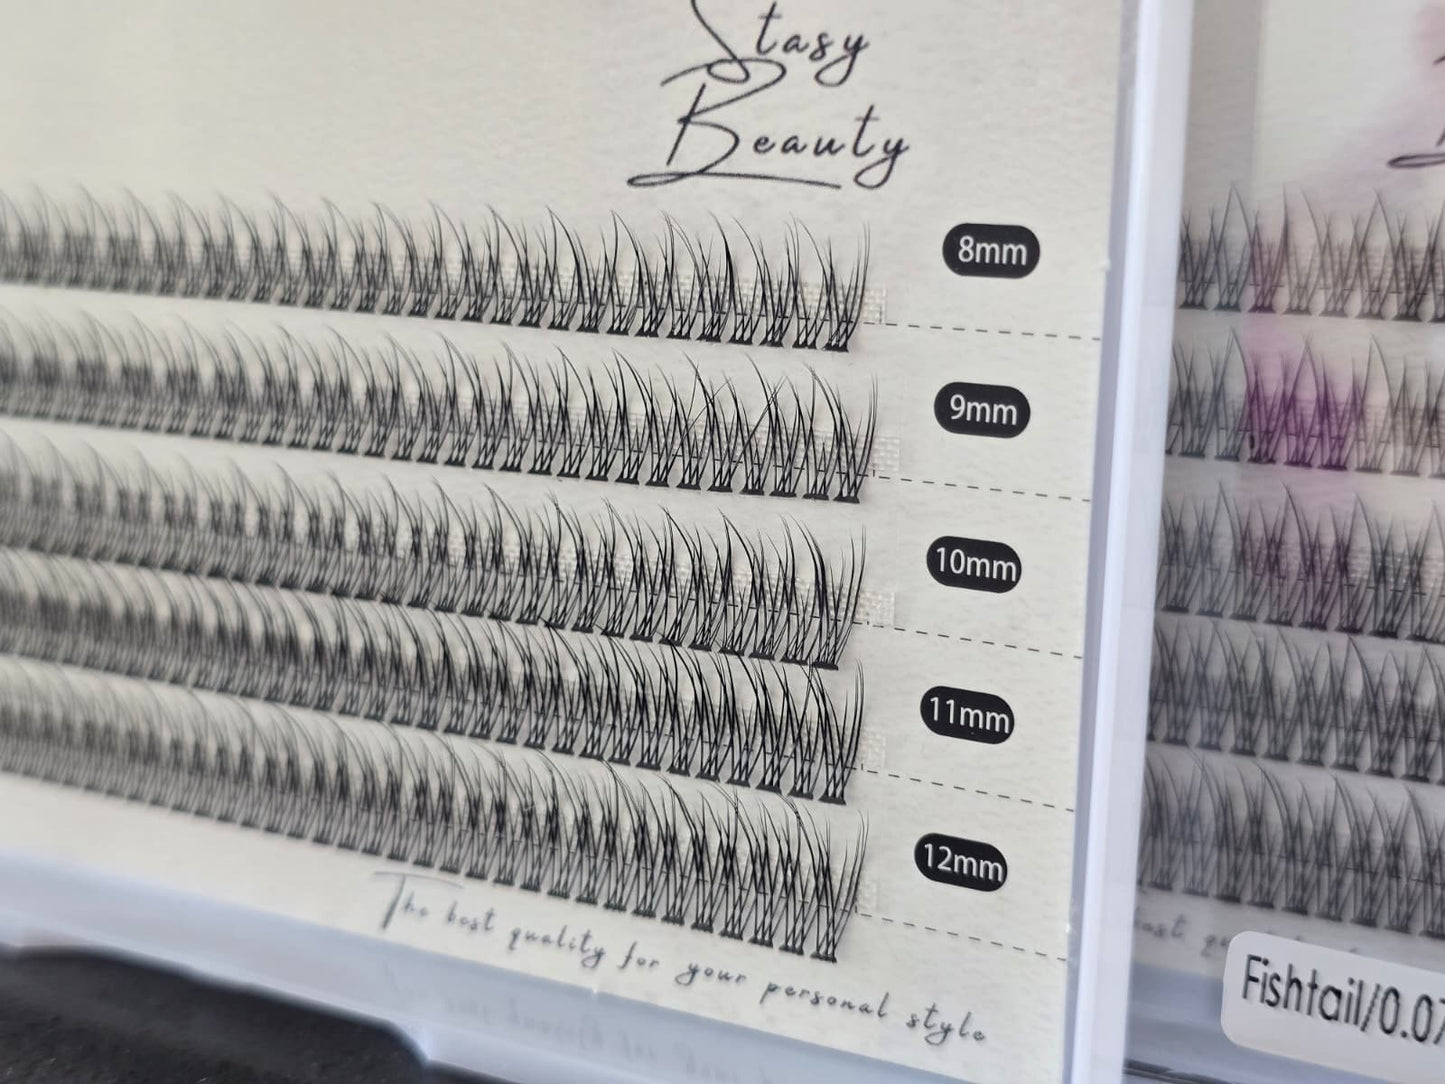 Stasy
Beauty
8mm
9mm
10mm
11mm
12mm
The best quality for your personal style
Fishtail/0.07